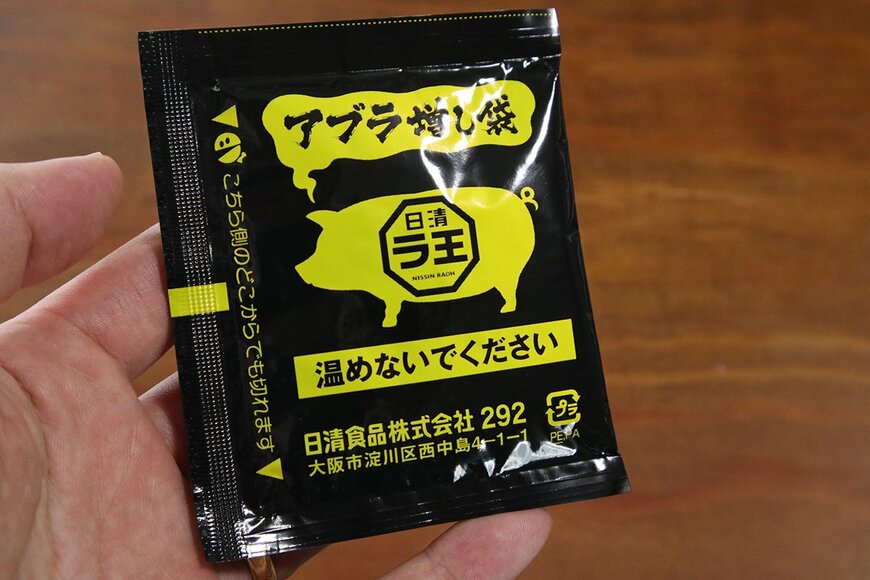 アブラ増し袋
日清
ラ王
NISSIN RAOH
温めないでください
日清食品株式会社 292
大阪市淀川区西中島4-1-1
プラ
PE,PA
こちら側のどこからでも切れます